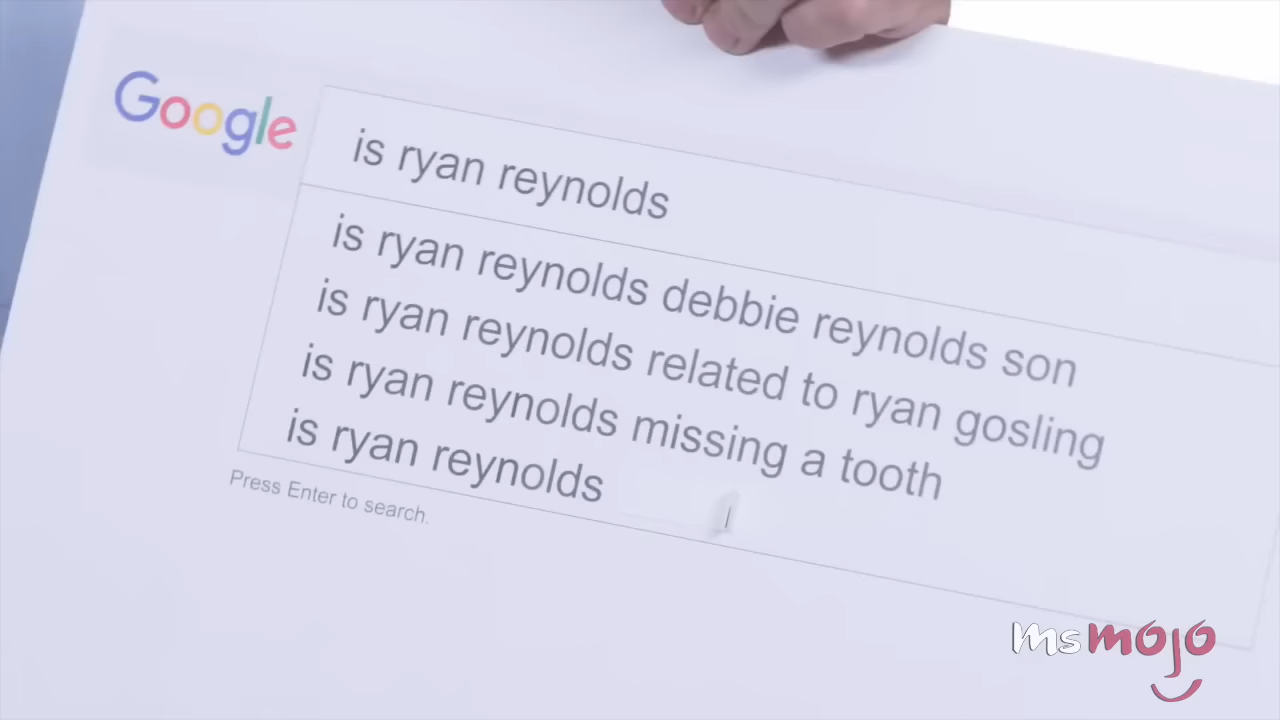 Google
is ryan reynolds
is ryan reynolds debbie reynolds son
is ryan reynolds related to ryan gosling
is ryan reynolds missing a tooth
is ryan reynolds
Press Enter to search.
msmojo